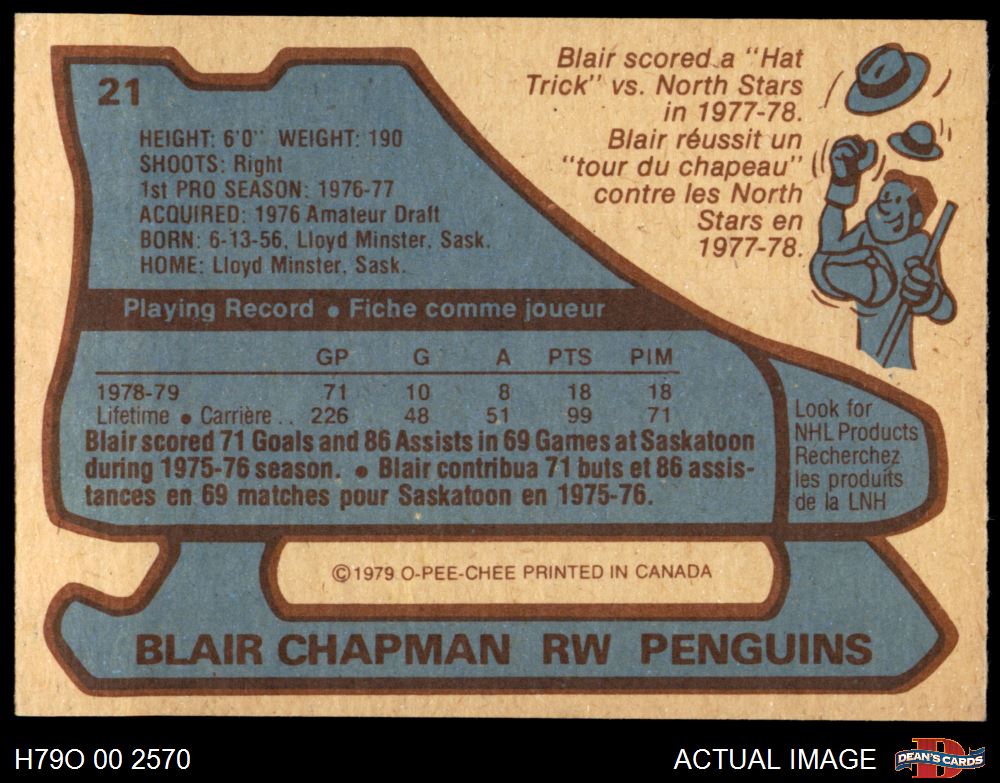 21
HEIGHT: 6'0" WEIGHT: 190
SHOOTS: Right
1st PRO SEASON: 1976-77
ACQUIRED: 1976 Amateur Draft
BORN: 6-13-56, Lloyd Minster, Sask.
HOME: Lloyd Minster, Sask.
Blair scored a "Hat
Trick" vs. North Stars
in 1977-78.
Blair réussit un
"tour du chapeau"
contre les North
Stars en
1977-78.
Playing Record • Fiche comme joueur
GP G A PTS PIM
1978-79 71 10 8 18 18
Lifetime • Carrière . . 226 48 51 99 71
Blair scored 71 Goals and 86 Assists in 69 Games at Saskatoon
during 1975-76 season. • Blair contribua 71 buts et 86 assis-
tances en 69 matches pour Saskatoon en 1975-76.
Look for
NHL Products
Recherchez
les produits
de la LNH
©1979 O-PEE-CHEE PRINTED IN CANADA
BLAIR CHAPMAN RW PENGUINS
H79O 00 2570
ACTUAL IMAGE
DEAN'S CARDS